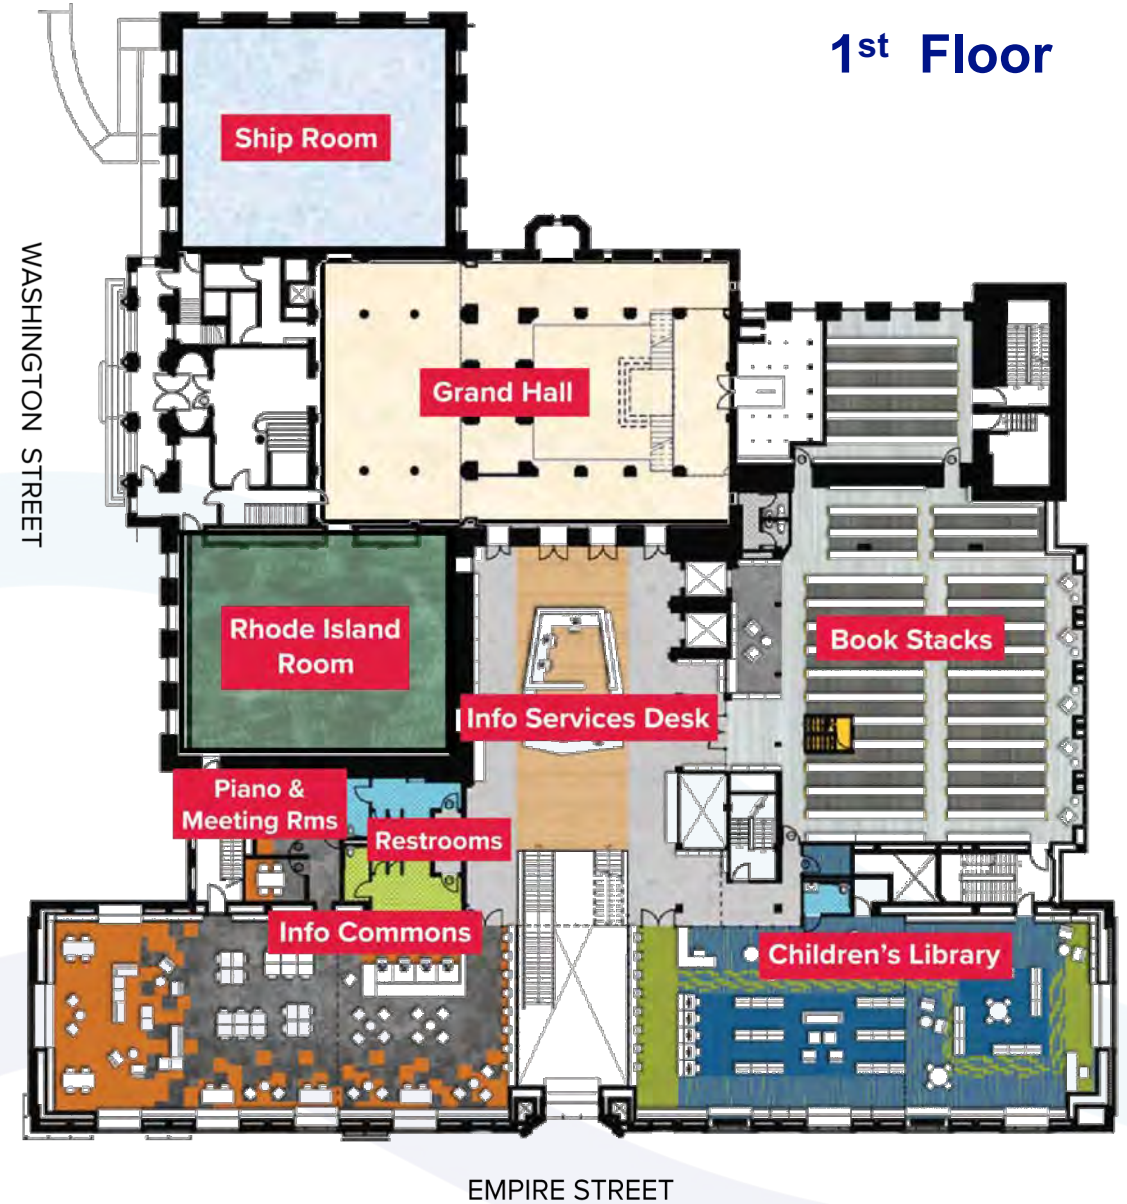 1st Floor
Ship Room
WASHINGTON STREET
Grand Hall
Rhode Island
Room
Book Stacks
Info Services Desk
Piano &
Meeting Rms
Restrooms
Info Commons
Children's Library
EMPIRE STREET